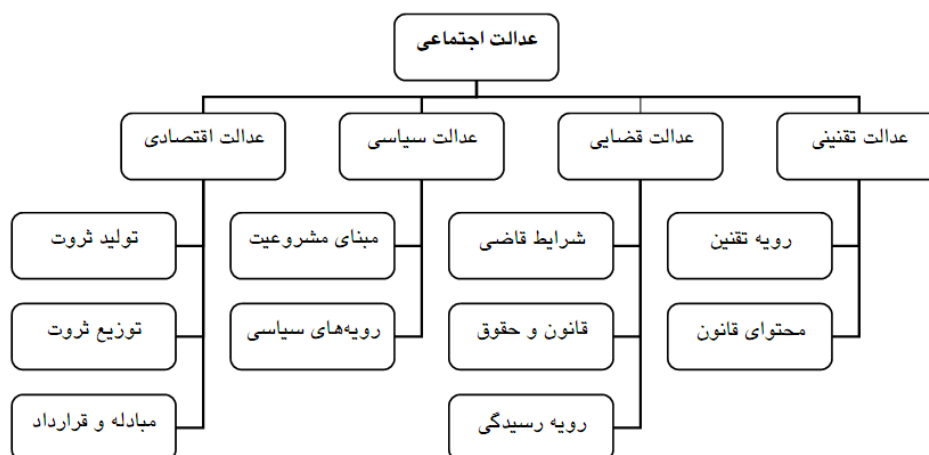 عدالت اجتماعی
عدالت تقنینی
عدالت قضایی
عدالت سیاسی
عدالت اقتصادی
رویه تقنین
شرایط قاضی
مبنای مشروعیت
تولید ثروت
محتوای قانون
قانون و حقوق
رویه‌های سیاسی
توزیع ثروت
رویه رسیدگی
مبادله و قرارداد